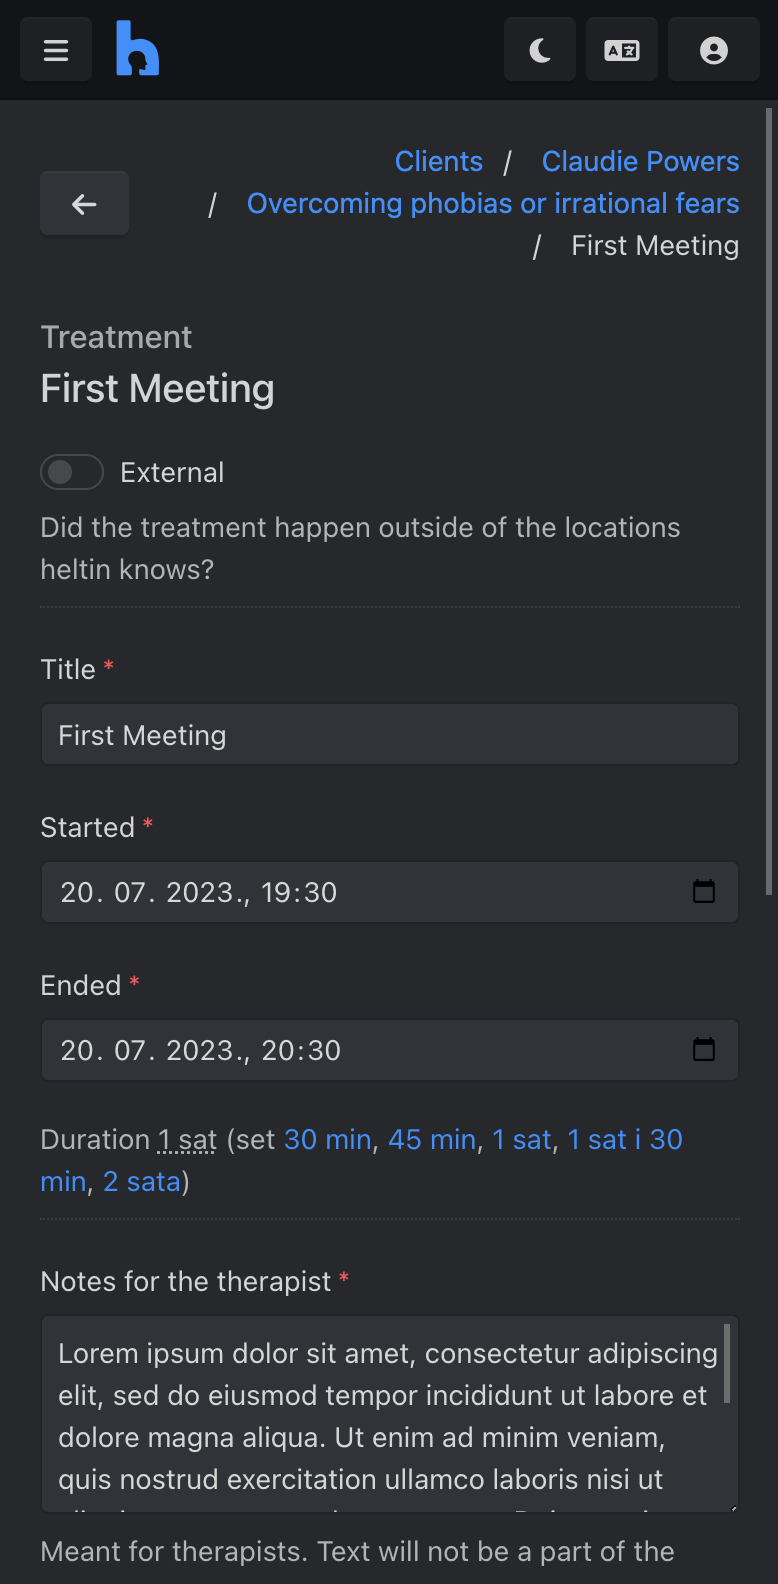 Clients / Claudie Powers
/ Overcoming phobias or irrational fears
/ First Meeting
Treatment
First Meeting
External
Did the treatment happen outside of the locations
heltin knows?
Title *
First Meeting
Started *
20. 07. 2023., 19:30
Ended *
20. 07. 2023., 20:30
Duration 1 sat (set 30 min, 45 min, 1 sat, 1 sat i 30
min, 2 sata)
Notes for the therapist *
Lorem ipsum dolor sit amet, consectetur adipiscing
elit, sed do eiusmod tempor incididunt ut labore et
dolore magna aliqua. Ut enim ad minim veniam,
quis nostrud exercitation ullamco laboris nisi ut
Meant for therapists. Text will not be a part of the